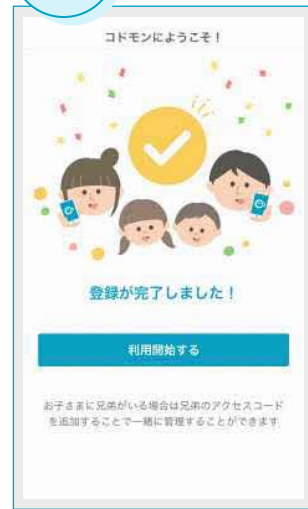 コドモンにようこそ！
登録が完了しました！
利用開始する
お子さまに兄弟がいる場合は兄弟のアクセスコード
を追加することで一緒に管理することができます